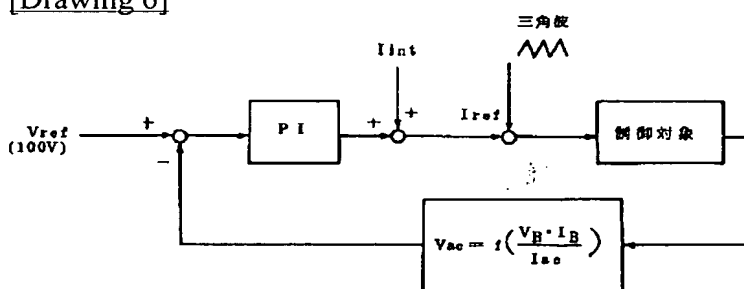 [Drawing 6]
三角波
Iint
+
+
+
Vref
(100V)
−
PI
Iref
制御対象
Vac = f(VB·IB/Iac)